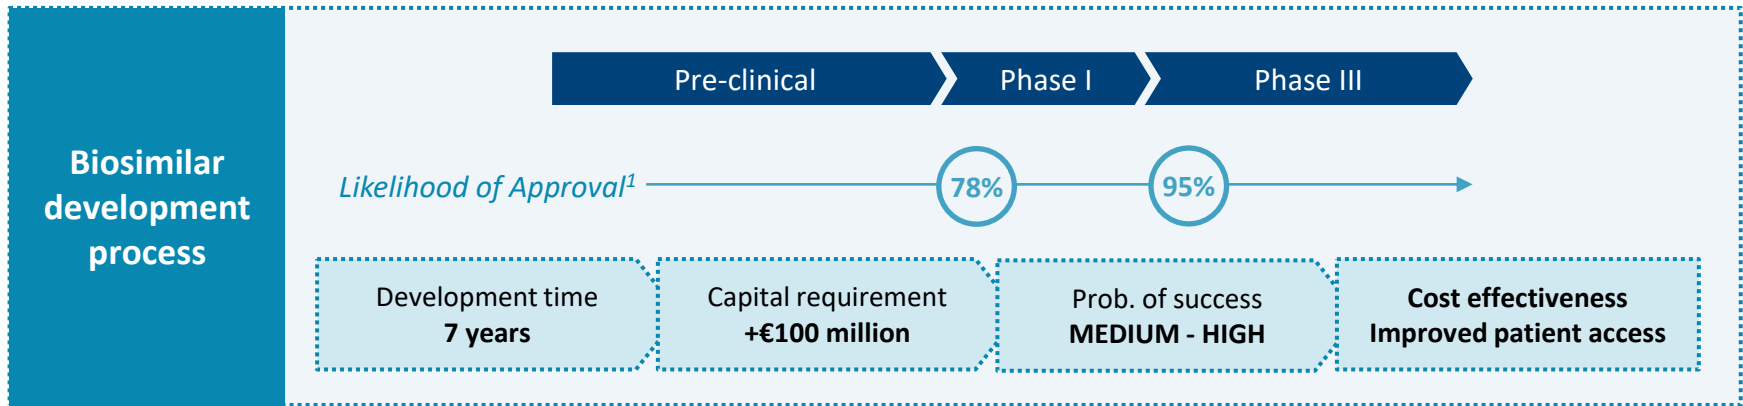 Biosimilar
development
process
Pre-clinical
Phase I
Phase III
Likelihood of Approval¹
78%
95%
Development time
7 years
Capital requirement
+€100 million
Prob. of success
MEDIUM - HIGH
Cost effectiveness
Improved patient access